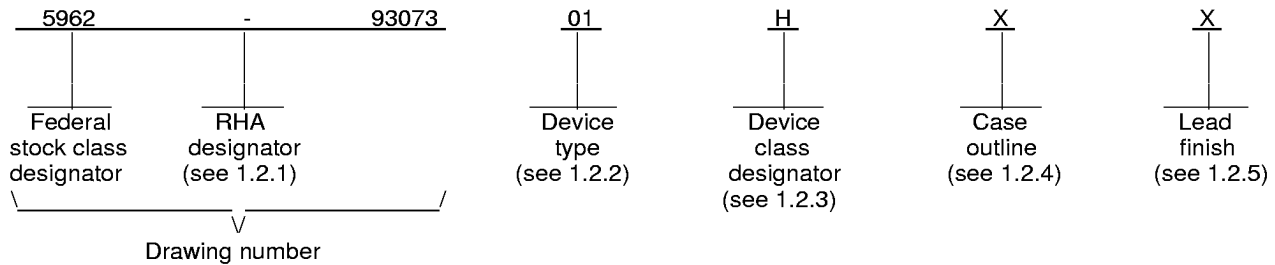 5962 - 93073 01 H X X
Federal stock class designator
RHA designator (see 1.2.1)
Device type (see 1.2.2)
Device class designator (see 1.2.3)
Case outline (see 1.2.4)
Lead finish (see 1.2.5)
Drawing number